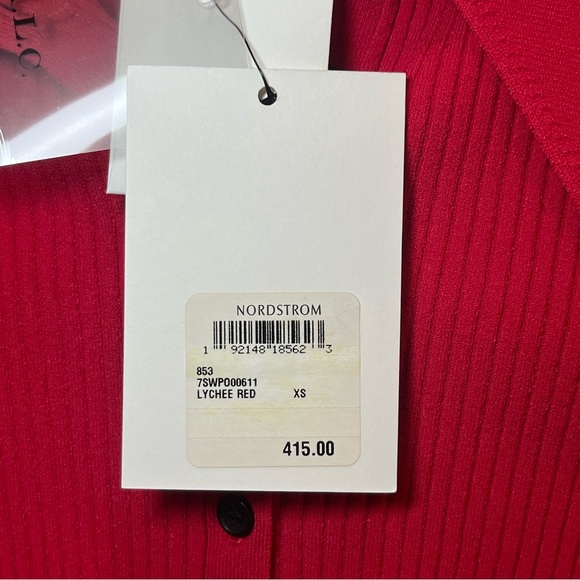 L.C.
NORDSTROM
1 92148 18562 3
853
7SWPO00611
LYCHEE RED XS
415.00